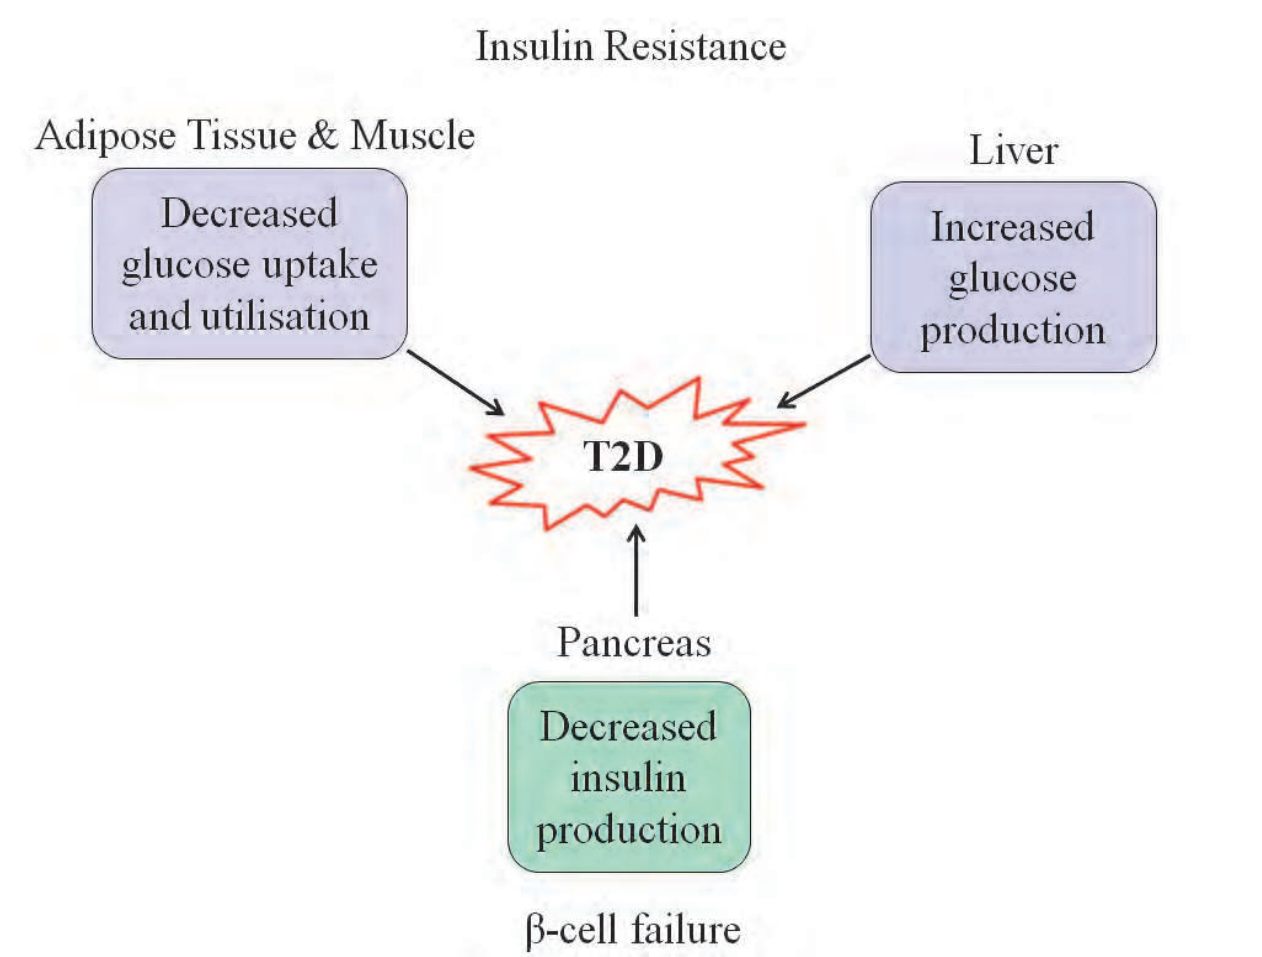 Insulin Resistance
Adipose Tissue & Muscle
Decreased
glucose uptake
and utilisation
Liver
Increased
glucose
production
T2D
Pancreas
Decreased
insulin
production
β-cell failure